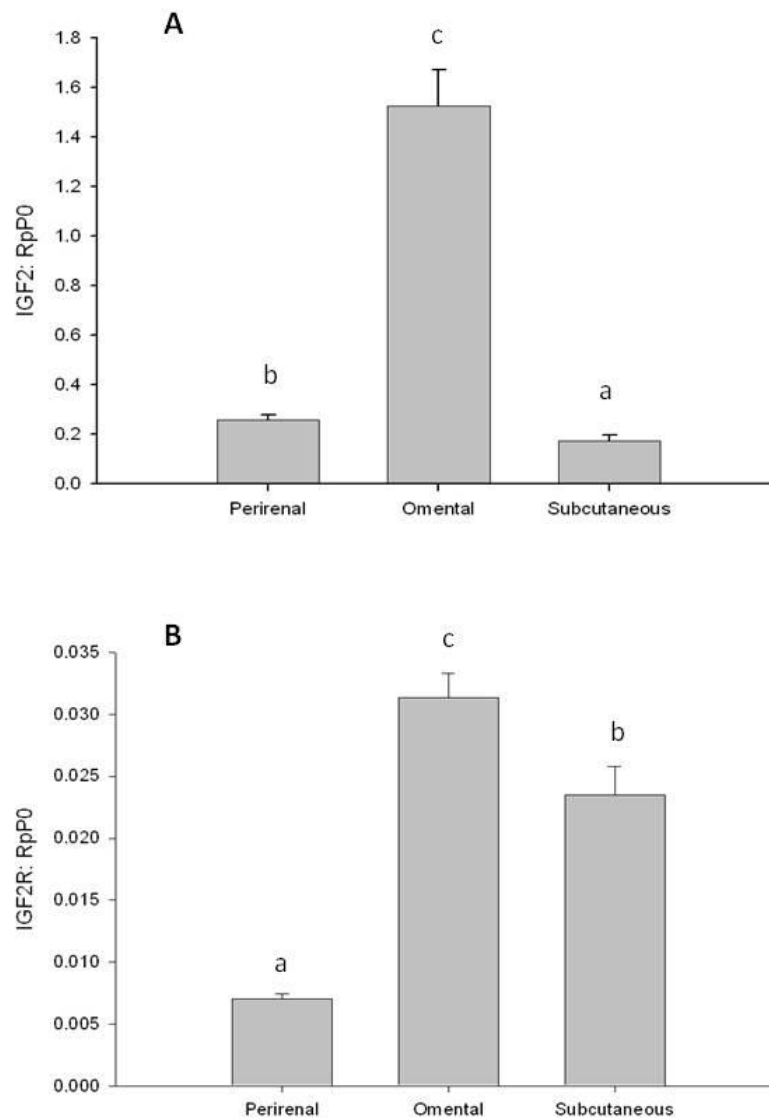 A
c
1.8
1.6
1.4
1.2
1.0
0.8
0.6
0.4
0.2
0.0
IGF2: RpP0
b
a
Perirenal Omental Subcutaneous
B
c
0.035
0.030
0.025
0.020
0.015
0.010
0.005
0.000
IGF2R: RpP0
b
a
Perirenal Omental Subcutaneous